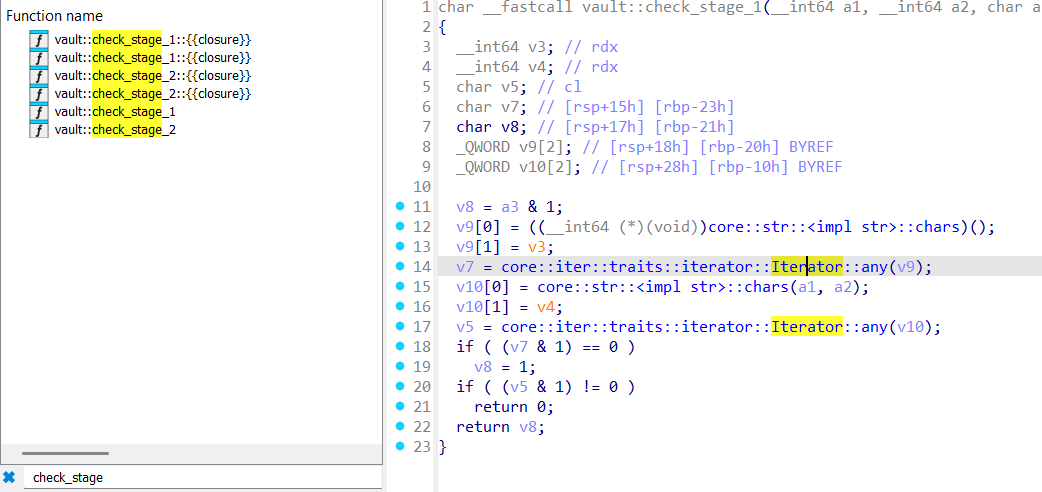 Function name
f vault::check_stage_1::{{closure}}
f vault::check_stage_1::{{closure}}
f vault::check_stage_2::{{closure}}
f vault::check_stage_2::{{closure}}
f vault::check_stage_1
f vault::check_stage_2
check_stage
1 char __fastcall vault::check_stage_1(__int64 a1, __int64 a2, char a
2 {
3 __int64 v3; // rdx
4 __int64 v4; // rdx
5 char v5; // cl
6 char v7; // [rsp+15h] [rbp-23h]
7 char v8; // [rsp+17h] [rbp-21h]
8 _QWORD v9[2]; // [rsp+18h] [rbp-20h] BYREF
9 _QWORD v10[2]; // [rsp+28h] [rbp-10h] BYREF
10
11 v8 = a3 & 1;
12 v9[0] = ((__int64 (*)(void))core::str::<impl str>::chars)();
13 v9[1] = v3;
14 v7 = core::iter::traits::iterator::Iterator::any(v9);
15 v10[0] = core::str::<impl str>::chars(a1, a2);
16 v10[1] = v4;
17 v5 = core::iter::traits::iterator::Iterator::any(v10);
18 if ( (v7 & 1) == 0 )
19 v8 = 1;
20 if ( (v5 & 1) != 0 )
21 return 0;
22 return v8;
23 }